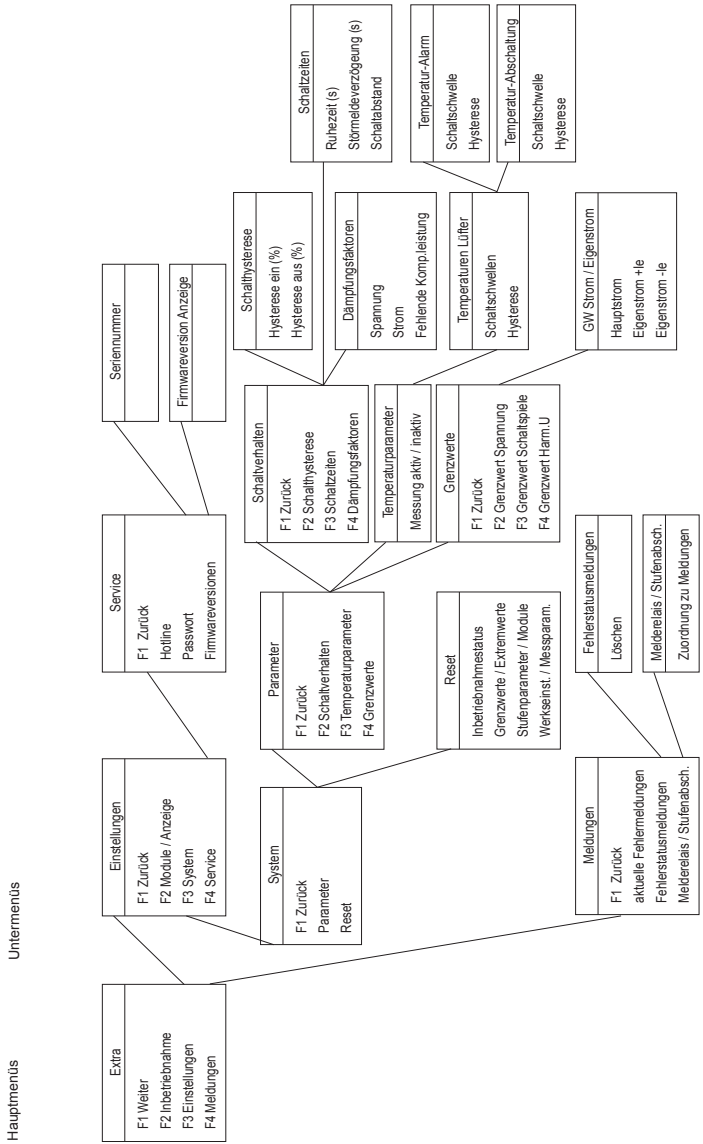 Hauptmenüs
Untermenüs
Extra
F1 Weiter
F2 Inbetriebnahme
F3 Einstellungen
F4 Meldungen
Einstellungen
F1 Zurück
F2 Module / Anzeige
F3 System
F4 Service
Service
F1 Zurück
Hotline
Passwort
Firmwareversionen
Seriennummer
Firmwareversion Anzeige
System
F1 Zurück
Parameter
Reset
Parameter
F1 Zurück
F2 Schaltverhalten
F3 Temperaturparameter
F4 Grenzwerte
Schaltverhalten
F1 Zurück
F2 Schalthysterese
F3 Schaltzeiten
F4 Dämpfungsfaktoren
Schalthysterese
Hysterese ein (%)
Hysterese aus (%)
Schaltzeiten
Ruhezeit (s)
Störmeldeverzögeung (s)
Schaltabstand
Dämpfungsfaktoren
Spannung
Strom
Fehlende Komp.leistung
Temperaturparameter
Messung aktiv / inaktiv
Temperaturen Lüfter
Schaltschwellen
Hysterese
Temperatur-Alarm
Schaltschwelle
Hysterese
Temperatur-Abschaltung
Schaltschwelle
Hysterese
Grenzwerte
F1 Zurück
F2 Grenzwert Spannung
F3 Grenzwert Schaltspiele
F4 Grenzwert Harm.U
GW Strom / Eigenstrom
Hauptstrom
Eigenstrom +Ie
Eigenstrom -Ie
Reset
Inbetriebnahmestatus
Grenzwerte / Extremwerte
Stufenparameter / Module
Werkseinst. / Messparam.
Meldungen
F1 Zurück
aktuelle Fehlermeldungen
Fehlerstatusmeldungen
Melderelais / Stufenabsch.
Fehlerstatusmeldungen
Löschen
Melderelais / Stufenabsch.
Zuordnung zu Meldungen